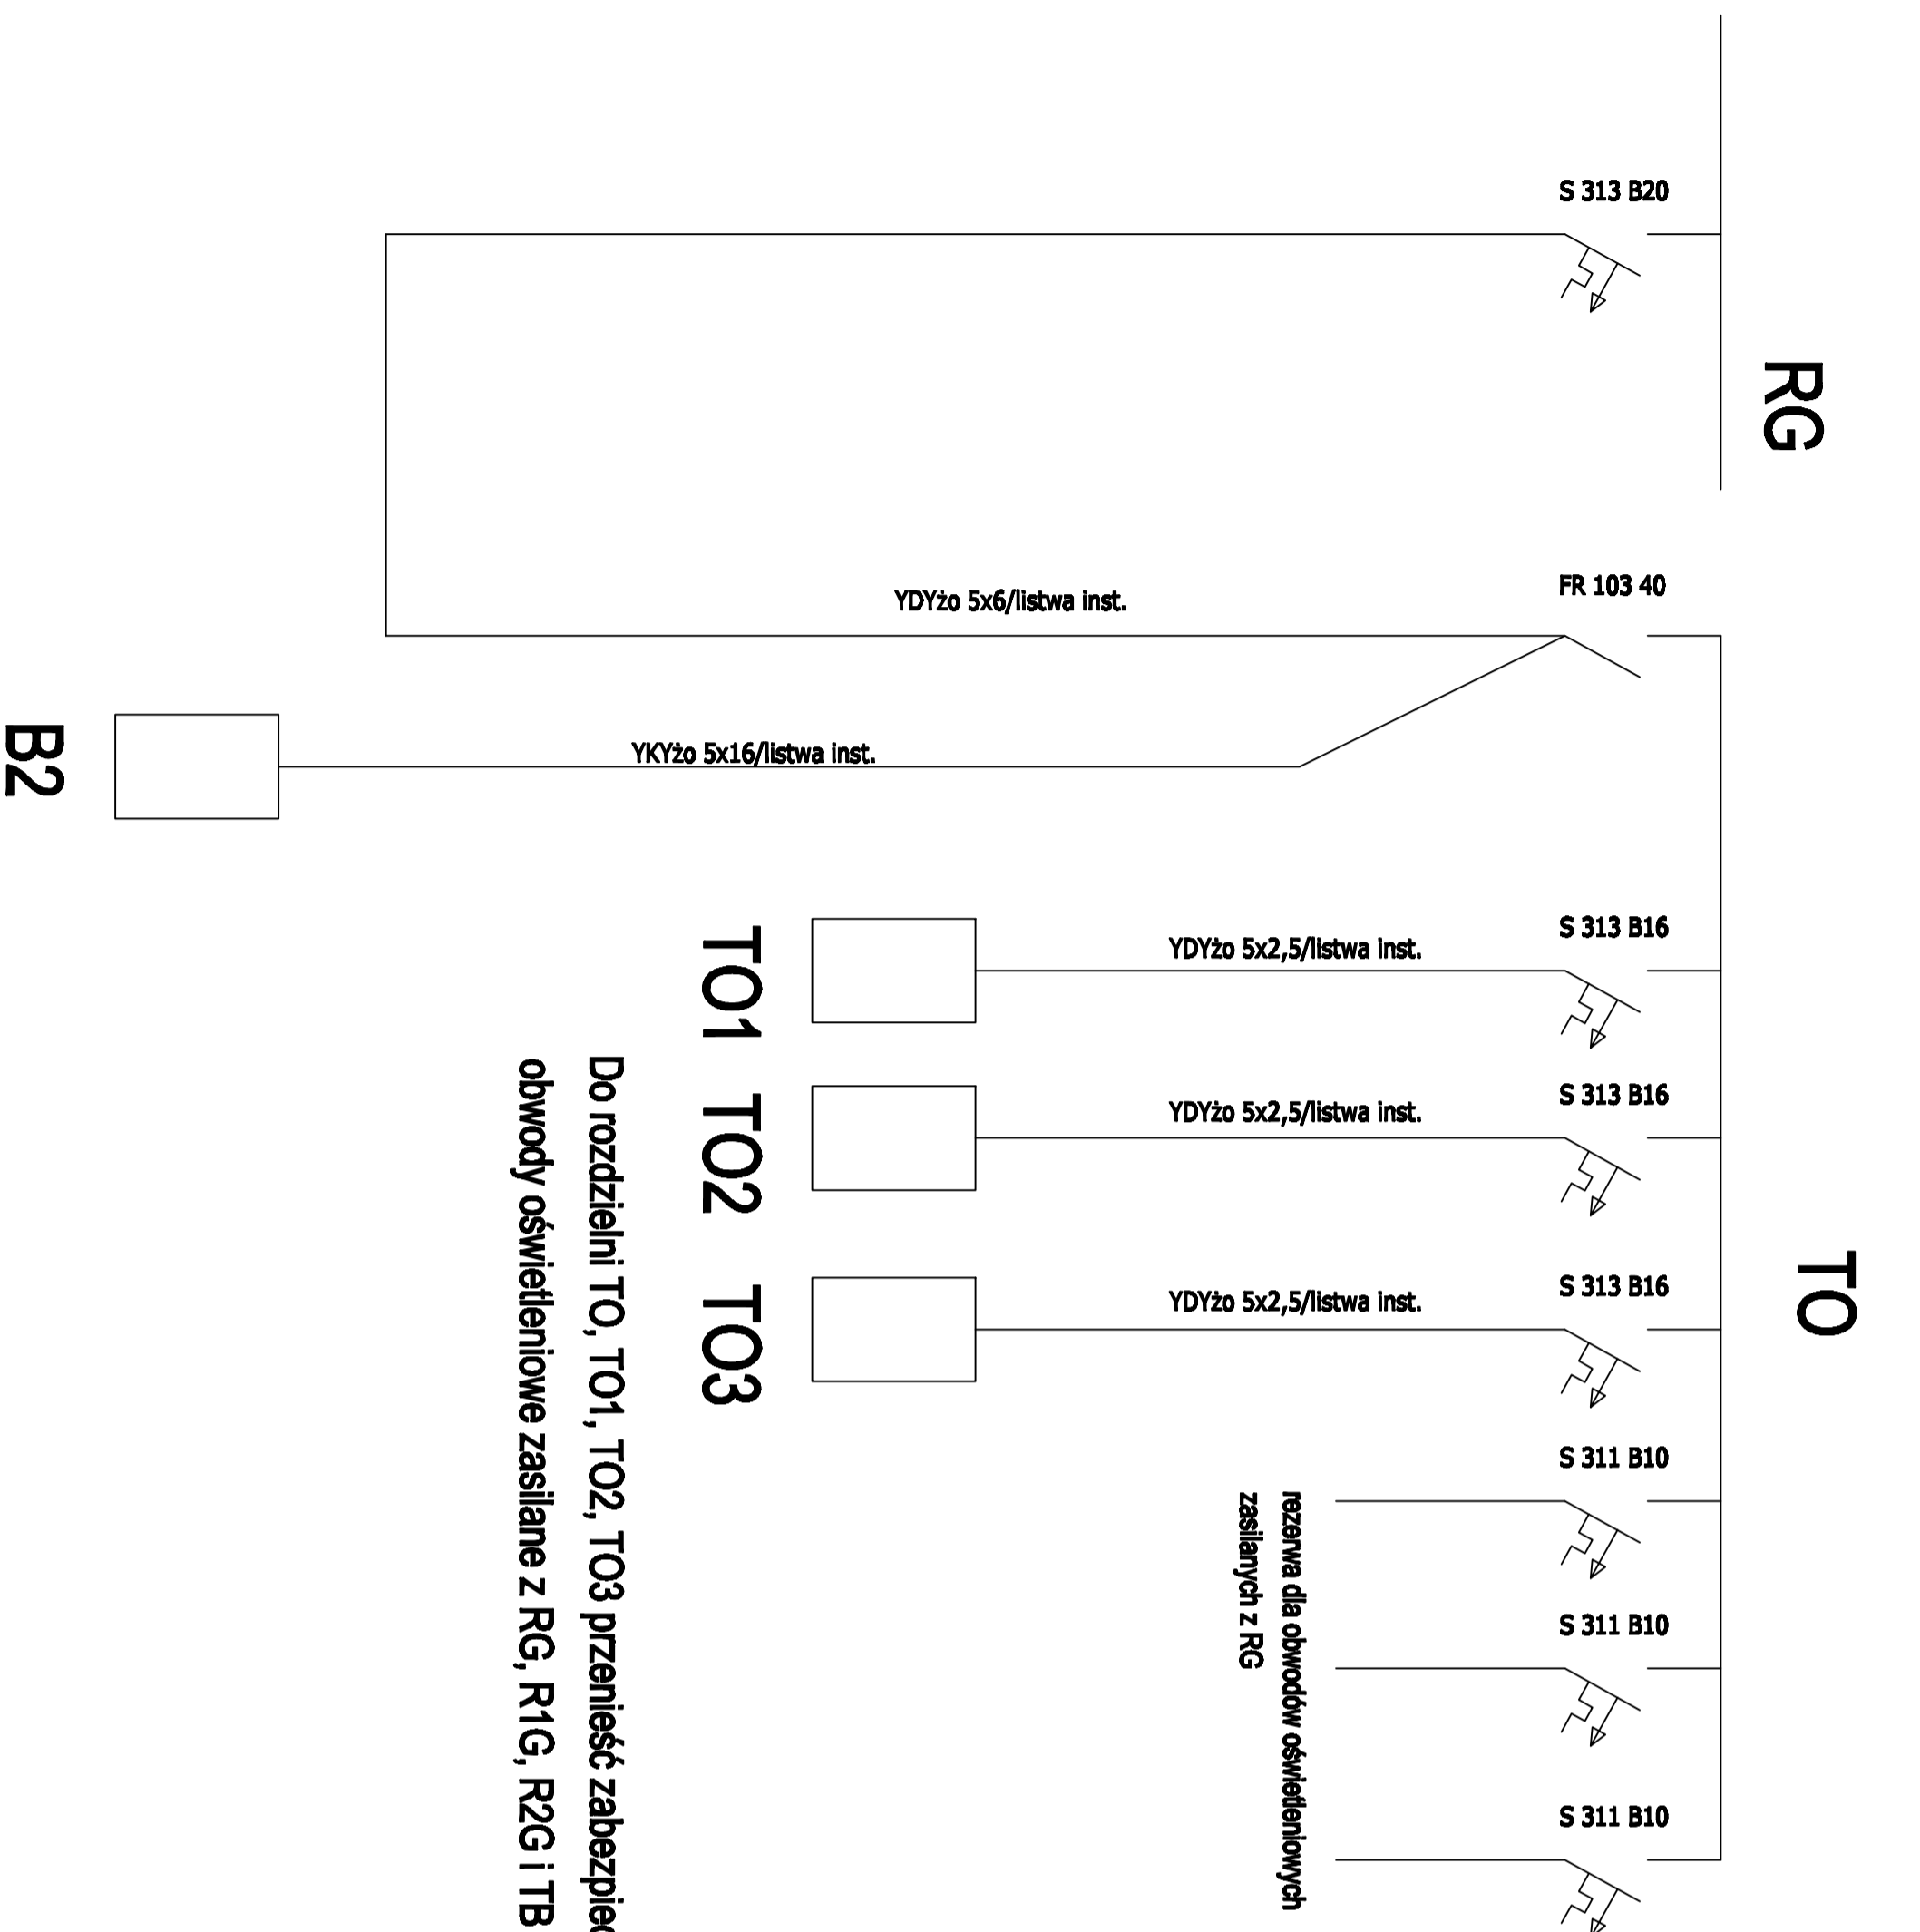 S 313 B20
RG
FR 103 40
YDYżo 5x6/listwa inst.
YKYżo 5x16/listwa inst.
B2
S 313 B16
YDYżo 5x2,5/listwa inst.
TO1
S 313 B16
YDYżo 5x2,5/listwa inst.
TO2
TO
S 313 B16
YDYżo 5x2,5/listwa inst.
TO3
S 311 B10
S 311 B10
S 311 B10
rezerwa dla obwodów oświetleniowych
zasilanych z RG
Do rozdzielni TO, TO1, TO2, TO3 przenieść
obwody oświetleniowe zasilane z RG, R1G, R2G i TB